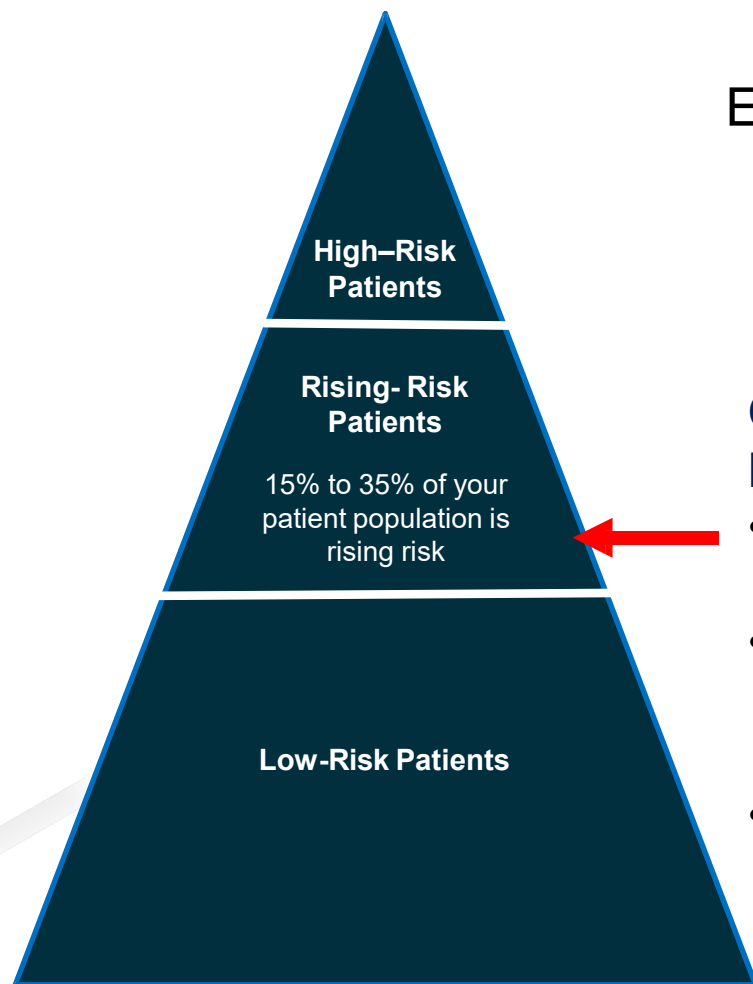 E
High–Risk
Patients
Rising- Risk
Patients
15% to 35% of your
patient population is
rising risk
•
•
Low-Risk Patients
•